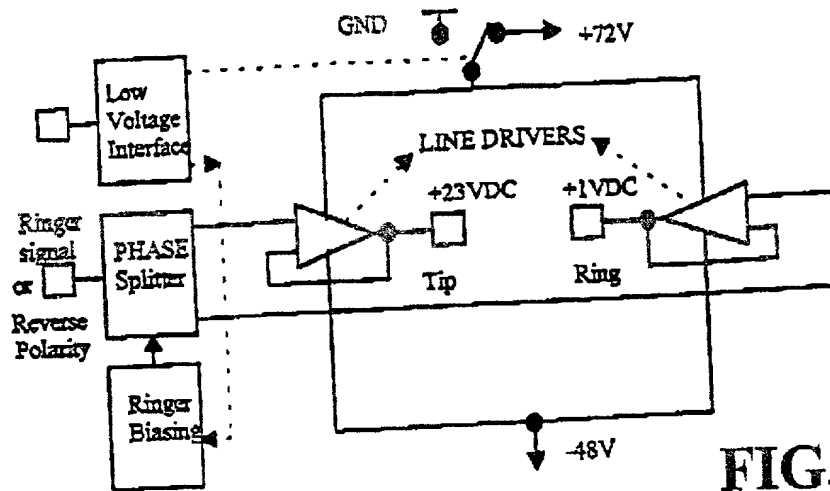 GND
+72V
Low
Voltage
Interface
LINE DRIVERS
+23VDC
+1VDC
Ringer
signal
or
Reverse
Polarity
PHASE
Splitter
Tip
Ring
Ringer
Biasing
-48V
FIG.